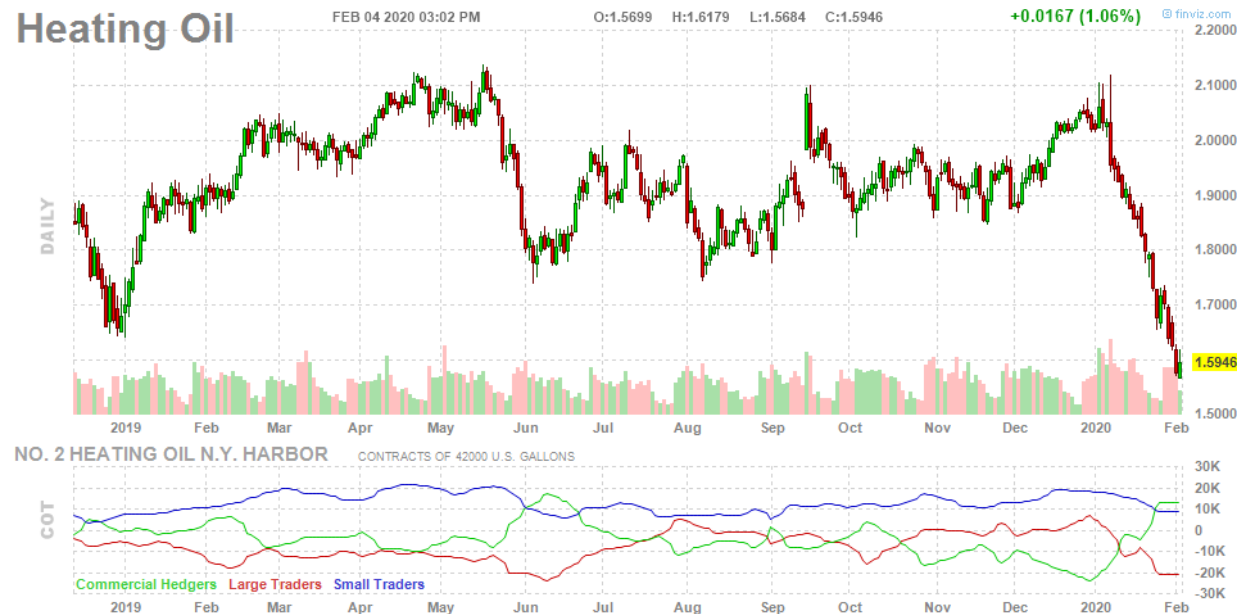 Heating Oil
FEB 04 2020 03:02 PM O:1.5699 H:1.6179 L:1.5684 C:1.5946 +0.0167 (1.06%) © finviz.com
2.2000
2.1000
2.0000
1.9000
1.8000
1.7000
1.5946
1.5000
DAILY
2019 Feb Mar Apr May Jun Jul Aug Sep Oct Nov Dec 2020 Feb
NO. 2 HEATING OIL N.Y. HARBOR CONTRACTS OF 42000 U.S. GALLONS
30K
20K
10K
0
-10K
-20K
-30K
COT
Commercial Hedgers Large Traders Small Traders
2019 Feb Mar Apr May Jun Jul Aug Sep Oct Nov Dec 2020 Feb